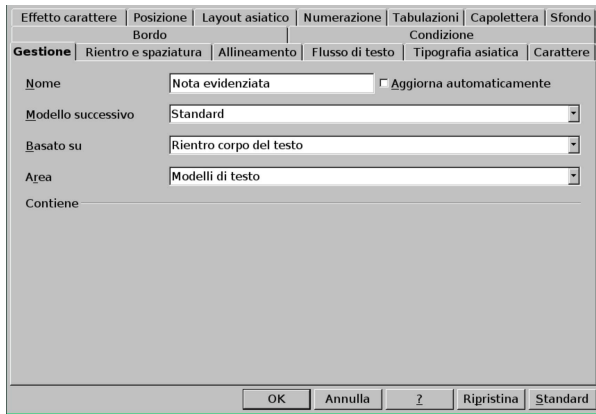 Effetto carattere Posizione Layout asiatico Numerazione Tabulazioni Capolettera Sfondo
Bordo Condizione
Gestione Rientro e spaziatura Allineamento Flusso di testo Tipografia asiatica Carattere
Nome Nota evidenziata Aggiorna automaticamente
Modello successivo Standard
Basato su Rientro corpo del testo
Area Modelli di testo
Contiene
OK Annulla ? Ripristina Standard